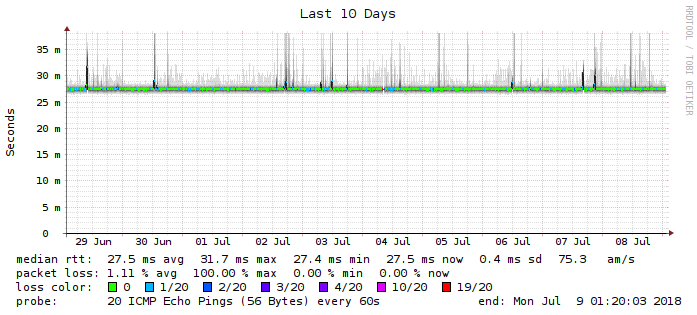 Last 10 Days
RRDTOOL / TOBI OETIKER
Seconds
35 m
30 m
25 m
20 m
15 m
10 m
5 m
0
29 Jun 30 Jun 01 Jul 02 Jul 03 Jul 04 Jul 05 Jul 06 Jul 07 Jul 08 Jul
median rtt: 27.5 ms avg 31.7 ms max 27.4 ms min 27.5 ms now 0.4 ms sd 75.3 am/s
packet loss: 1.11 % avg 100.00 % max 0.00 % min 0.00 % now
loss color: 0 1/20 2/20 3/20 4/20 10/20 19/20
probe: 20 ICMP Echo Pings (56 Bytes) every 60s end: Mon Jul 9 01:20:03 2018